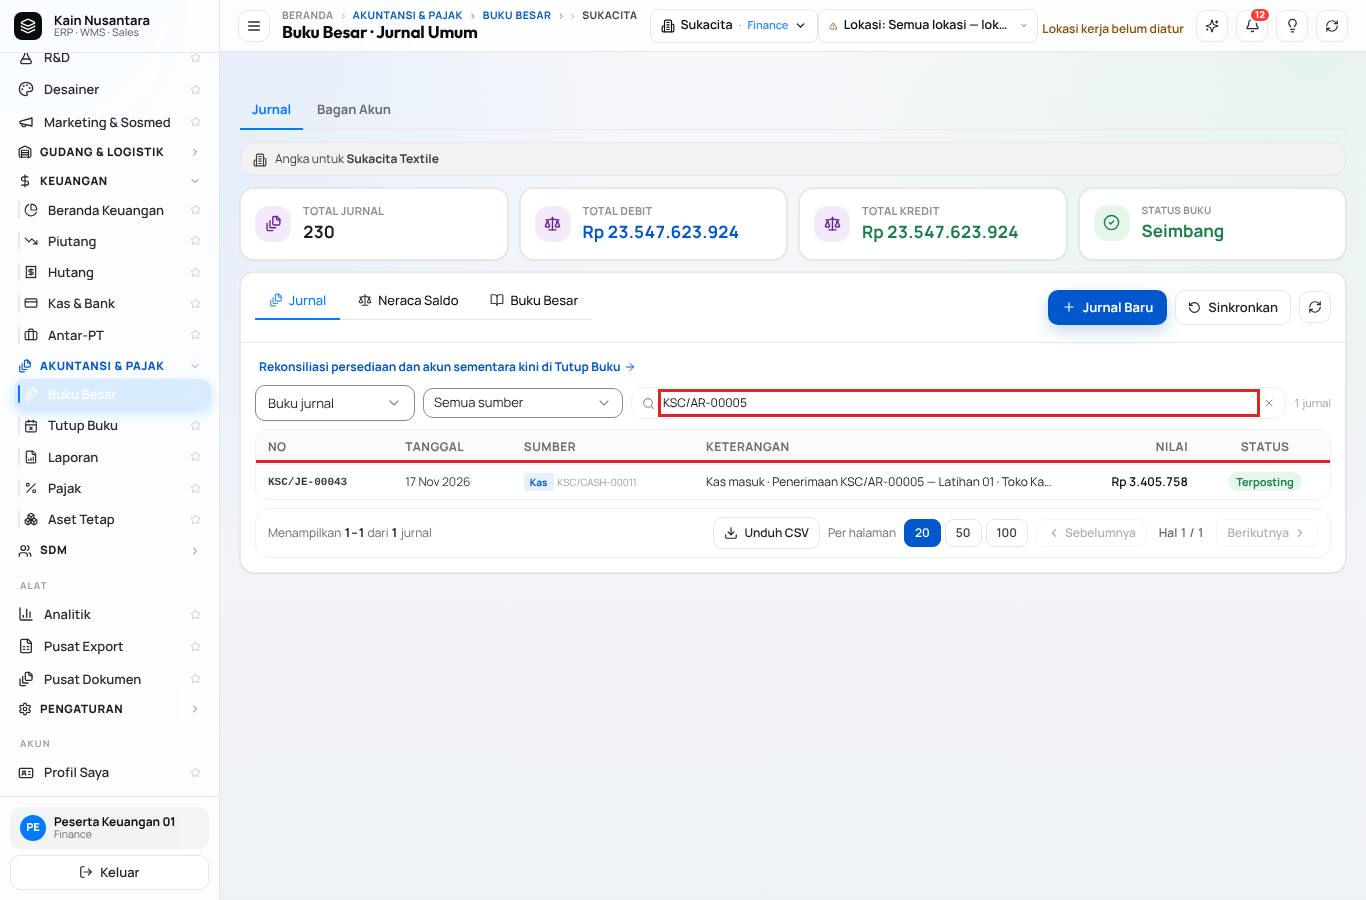 Kain Nusantara
ERP · WMS · Sales
R&D
Desainer
Marketing & Sosmed
GUDANG & LOGISTIK
KEUANGAN
Beranda Keuangan
Piutang
Hutang
Kas & Bank
Antar-PT
AKUNTANSI & PAJAK
Buku Besar
Tutup Buku
Laporan
Pajak
Aset Tetap
SDM
ALAT
Analitik
Pusat Export
Pusat Dokumen
PENGATURAN
AKUN
Profil Saya
PE
Peserta Keuangan 01
Finance
Keluar
BERANDA › AKUNTANSI & PAJAK › BUKU BESAR › › SUKACITA
Buku Besar · Jurnal Umum
Sukacita · Finance
Lokasi: Semua lokasi — lok...
Lokasi kerja belum diatur
12
Jurnal Bagan Akun
Angka untuk Sukacita Textile
TOTAL JURNAL
230
TOTAL DEBIT
Rp 23.547.623.924
TOTAL KREDIT
Rp 23.547.623.924
STATUS BUKU
Seimbang
Jurnal Neraca Saldo Buku Besar
+ Jurnal Baru Sinkronkan
Rekonsiliasi persediaan dan akun sementara kini di Tutup Buku →
Buku jurnal Semua sumber KSC/AR-00005 × 1 jurnal
NO TANGGAL SUMBER KETERANGAN NILAI STATUS
KSC/JE-00043 17 Nov 2026 Kas KSC/CASH-00011 Kas masuk · Penerimaan KSC/AR-00005 — Latihan 01 · Toko Ka... Rp 3.405.758 Terposting
Menampilkan 1–1 dari 1 jurnal Unduh CSV Per halaman 20 50 100 ‹ Sebelumnya Hal 1 / 1 Berikutnya ›